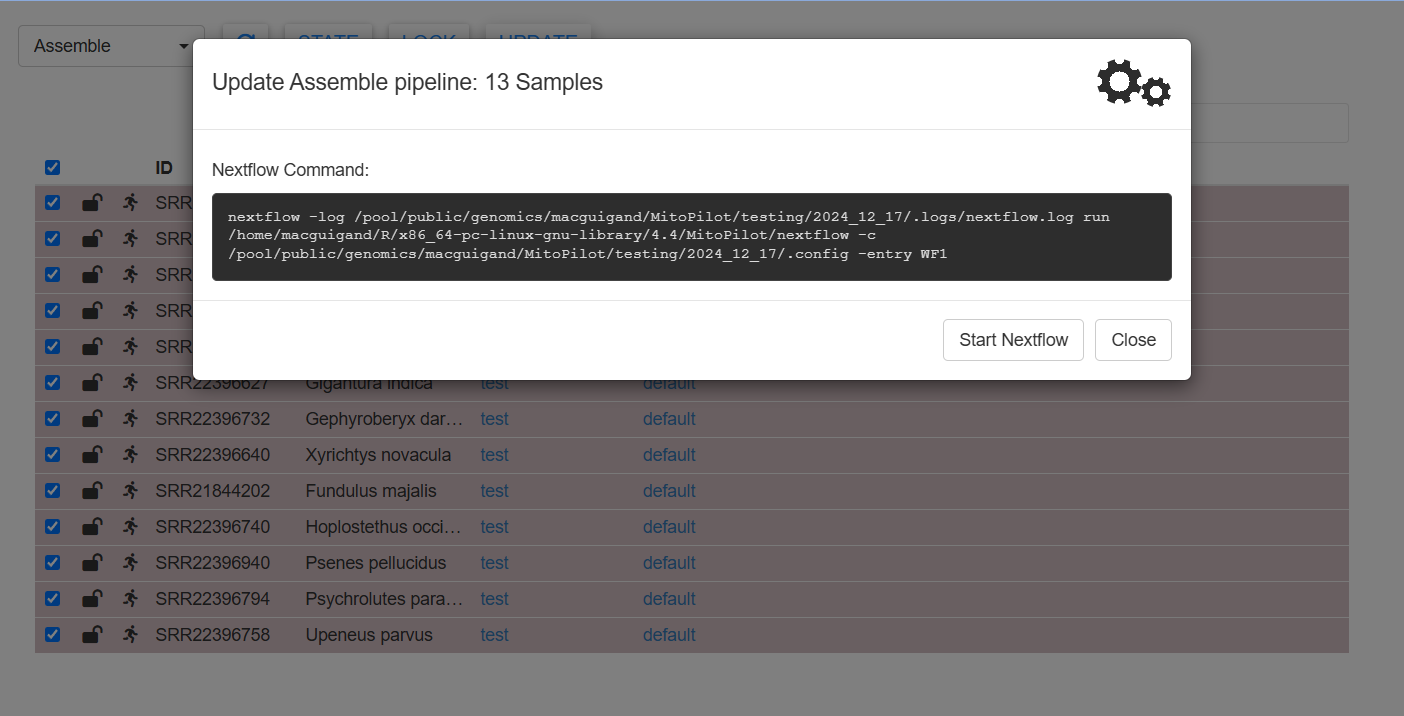 Assemble
STATE LOCK UPDATE
Update Assemble pipeline: 13 Samples
Nextflow Command:
nextflow -log /pool/public/genomics/macguigand/MitoPilot/testing/2024_12_17/.logs/nextflow.log run
/home/macguigand/R/x86_64-pc-linux-gnu-library/4.4/MitoPilot/nextflow -c
/pool/public/genomics/macguigand/MitoPilot/testing/2024_12_17/.config -entry WF1
Start Nextflow Close
ID
SRR
SRR
SRR
SRR
SRR
SRR22396627 Gigantura indica test default
SRR22396732 Gephyroberyx dar... test default
SRR22396640 Xyrichtys novacula test default
SRR21844202 Fundulus majalis test default
SRR22396740 Hoplostethus occi... test default
SRR22396940 Psenes pellucidus test default
SRR22396794 Psychrolutes para... test default
SRR22396758 Upeneus parvus test default